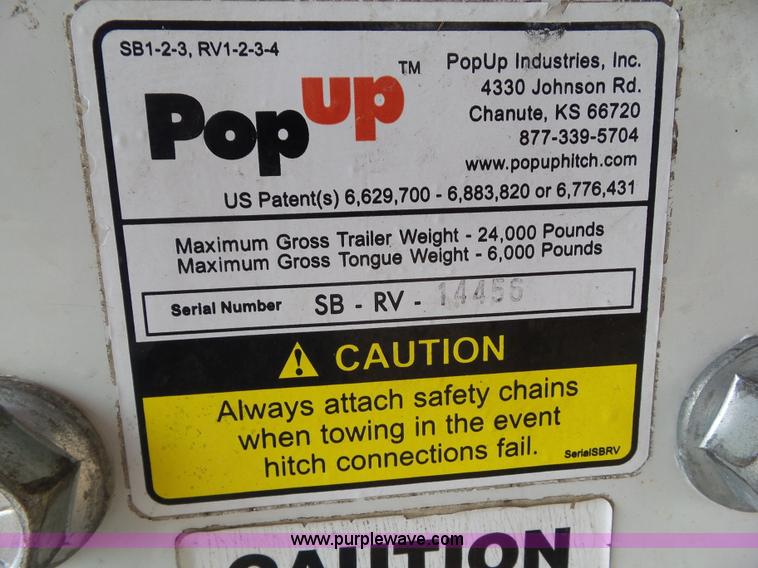 SB1-2-3, RV1-2-3-4
PopUp™
PopUp Industries, Inc.
4330 Johnson Rd.
Chanute, KS 66720
877-339-5704
www.popuphitch.com
US Patent(s) 6,629,700 - 6,883,820 or 6,776,431
Maximum Gross Trailer Weight - 24,000 Pounds
Maximum Gross Tongue Weight - 6,000 Pounds
Serial Number SB - RV - 14456
CAUTION
Always attach safety chains
when towing in the event
hitch connections fail.
SerialSBRV
CAUTION
www.purplewave.com